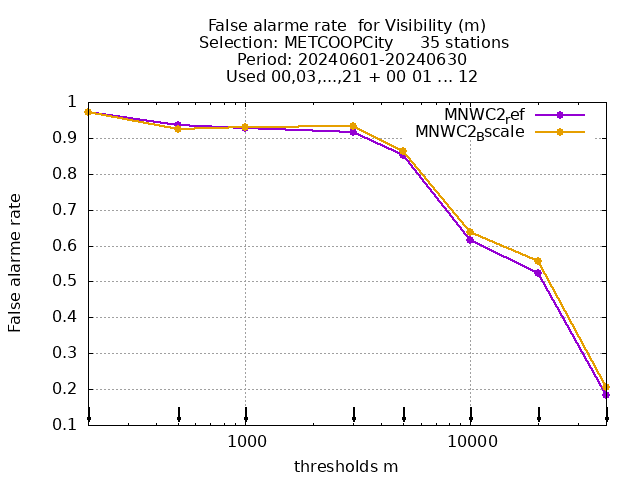 False alarme rate  for Visibility (m)
Selection: METCOOPCity     35 stations
Period: 20240601-20240630
Used 00,03,...,21 + 00 01 ... 12
MNWC2ref
MNWC2Bscale
1
0.9
0.8
0.7
0.6
0.5
0.4
0.3
0.2
0.1
False alarme rate
1000 10000
thresholds m